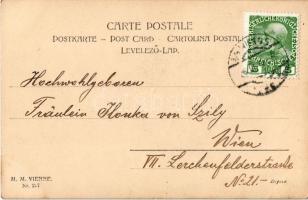 CARTE POSTALE
POSTKARTE – POST CARD – CARTOLINA POSTALE
LEVELEZŐ-LAP.
Hochwohlgeboren
Fräulein Ilonka von Szily
Wien
VII. Lerchenfelderstrasse
No 21.–
M. M. VIENNE.
Nr. 257